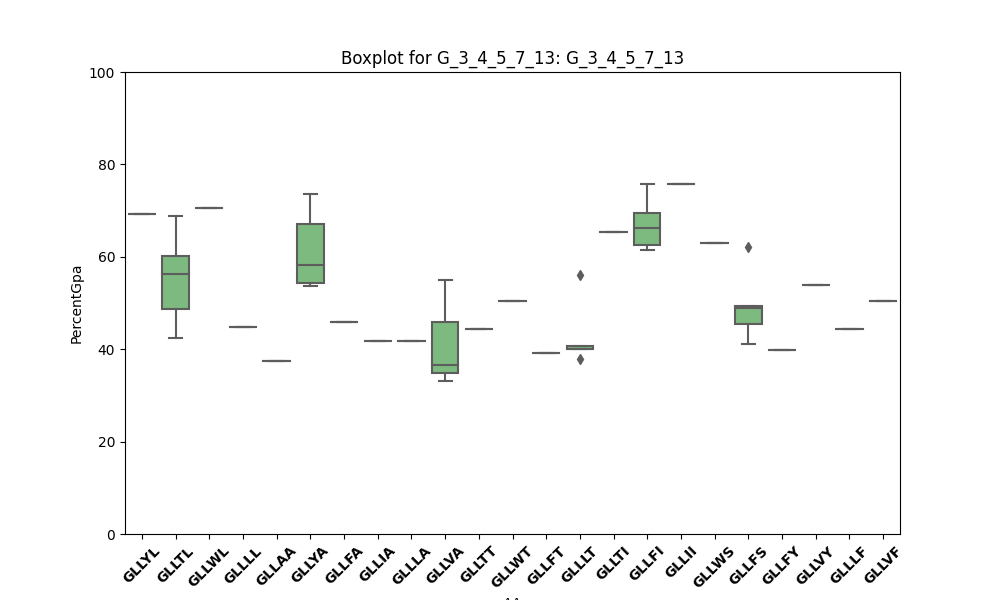 Boxplot for G_3_4_5_7_13: G_3_4_5_7_13
PercentGpa
100
80
60
40
20
0
GLLYL
GLLTL
GLLWL
GLLLL
GLLAA
GLLYA
GLLFA
GLLIA
GLLLA
GLLVA
GLLTT
GLLWT
GLLFT
GLLLT
GLLTI
GLLFI
GLLII
GLLWS
GLLFS
GLLFY
GLLVY
GLLLF
GLLVF